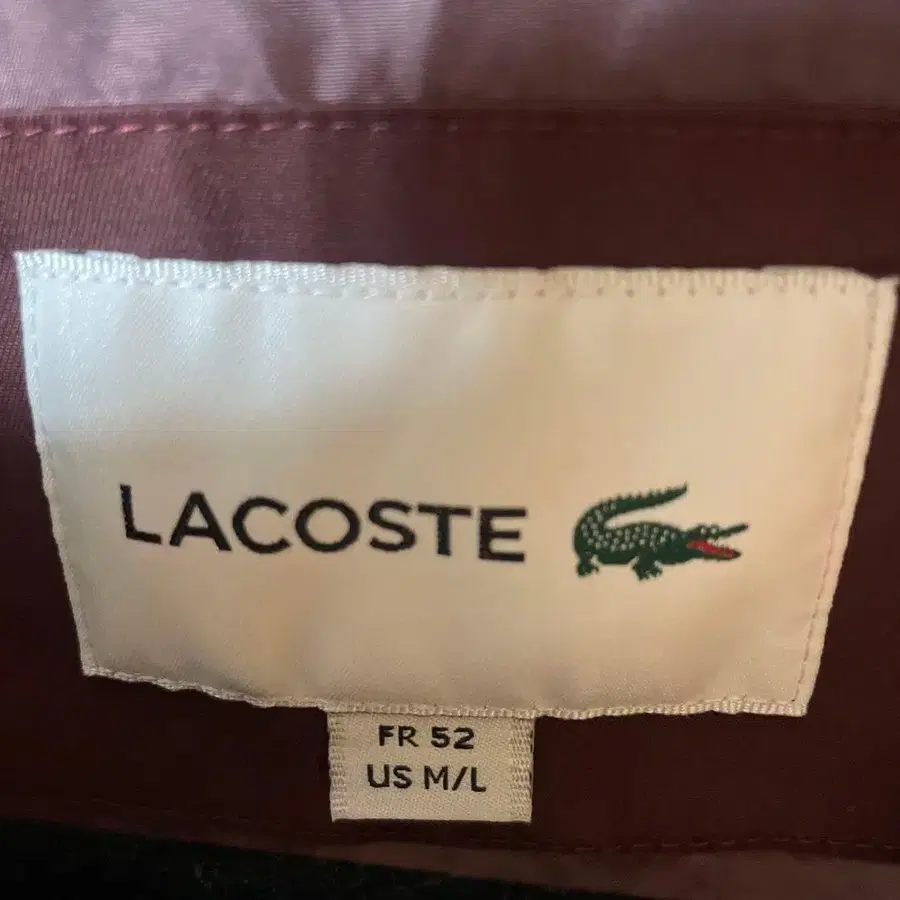 LACOSTE
FR 52
US M/L